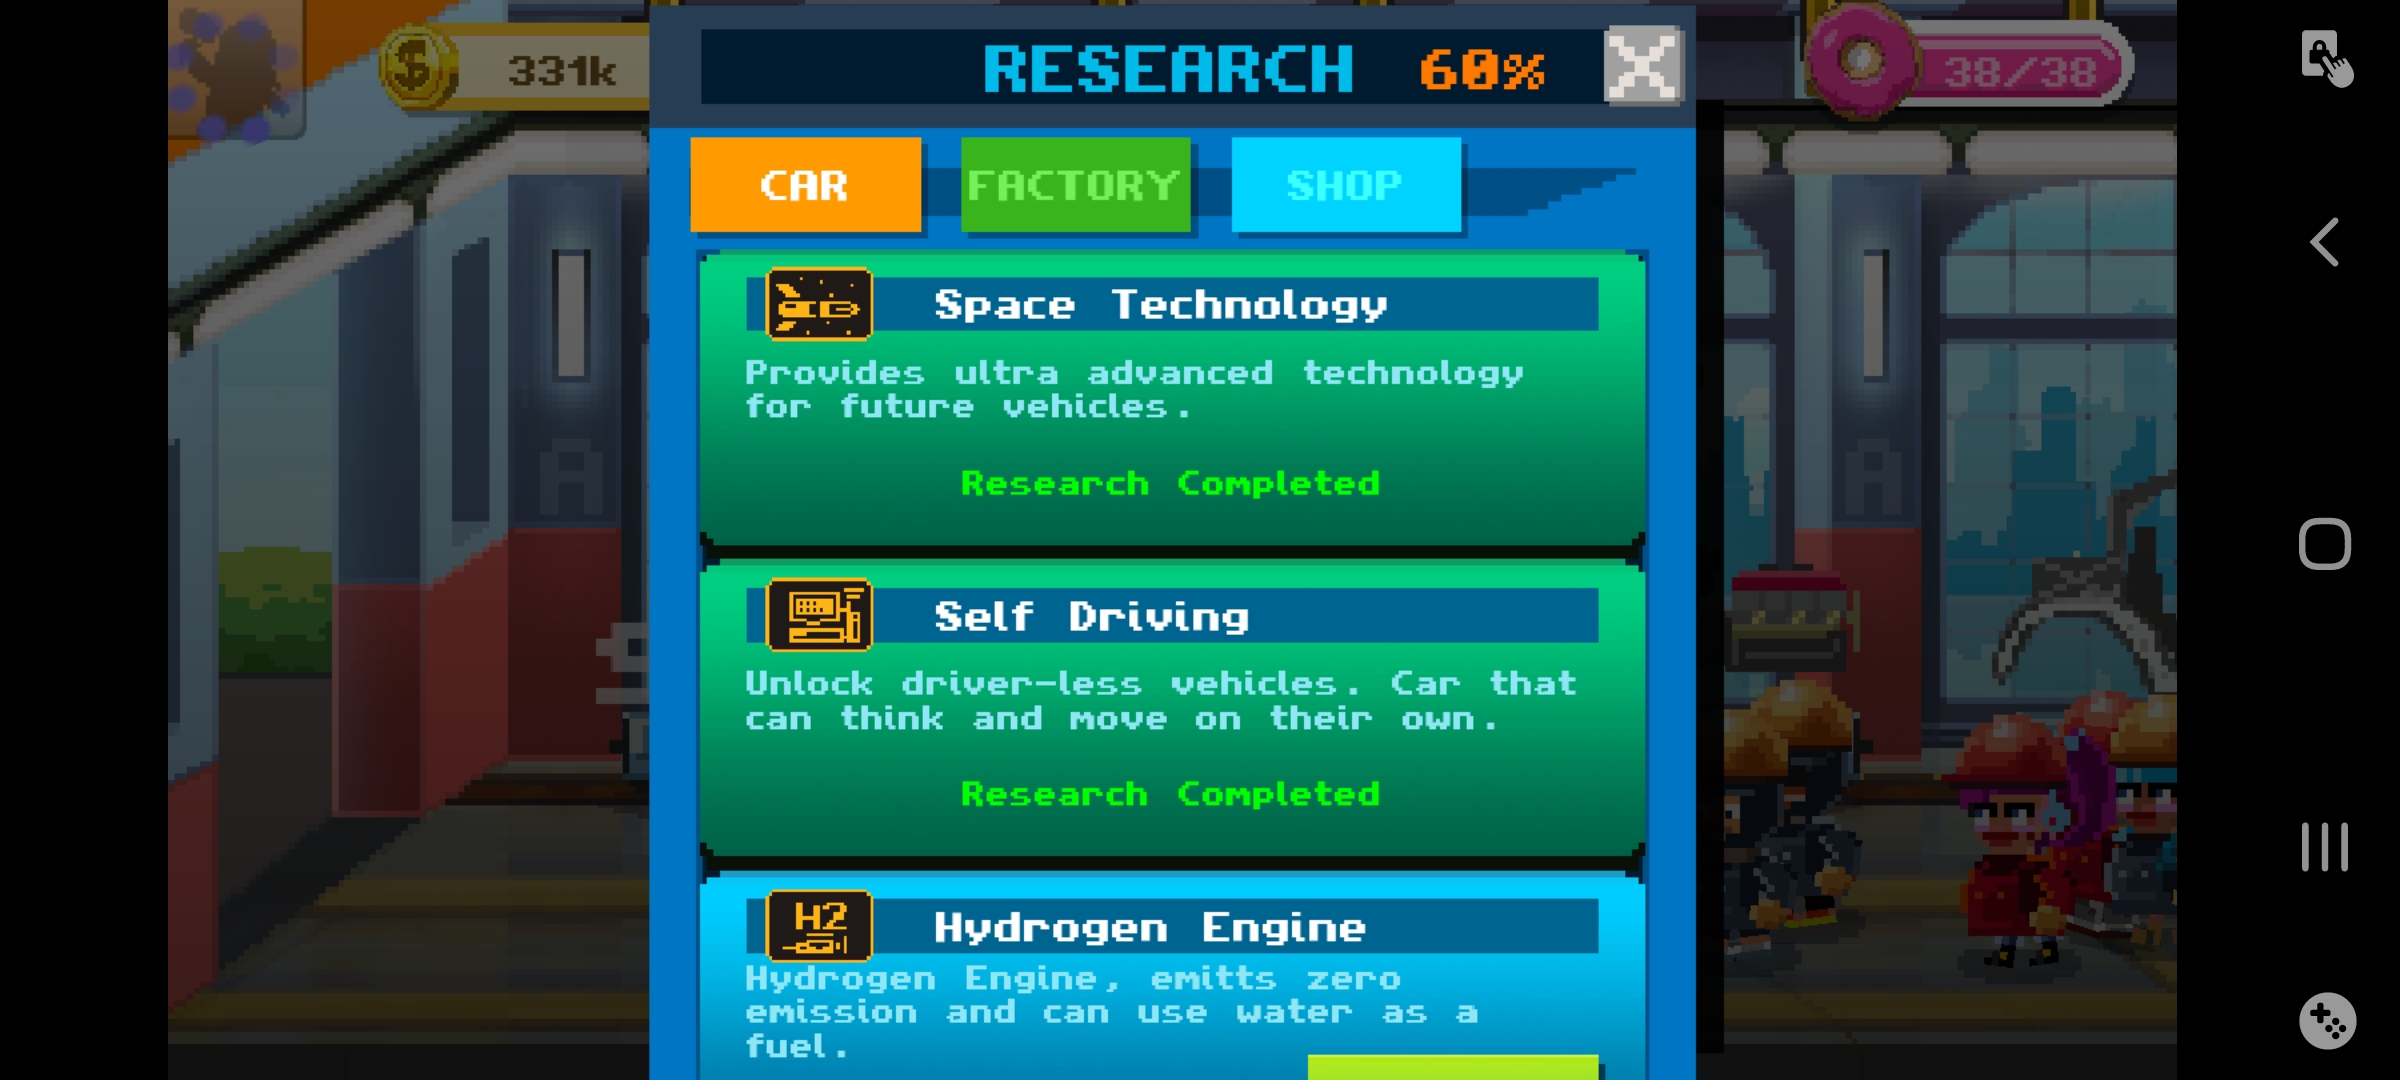 331k
RESEARCH 60%
38/38
CAR FACTORY SHOP
Space Technology
Provides ultra advanced technology
for future vehicles.
Research Completed
Self Driving
Unlock driver-less vehicles. Car that
can think and move on their own.
Research Completed
H2
Hydrogen Engine
Hydrogen Engine, emitts zero
emission and can use water as a
fuel.
A
A